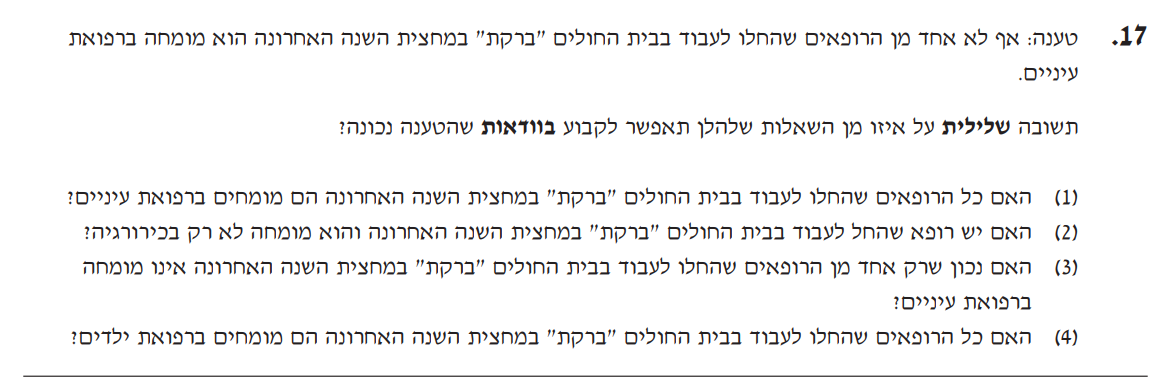 17. טענה: אף לא אחד מן הרופאים שהחלו לעבוד בבית החולים "ברקת" במחצית השנה האחרונה הוא מומחה ברפואת
עיניים.
תשובה שלילית על איזו מן השאלות שלהלן תאפשר לקבוע בוודאות שהטענה נכונה?
(1) האם כל הרופאים שהחלו לעבוד בבית החולים "ברקת" במחצית השנה האחרונה הם מומחים ברפואת עיניים?
(2) האם יש רופא שהחל לעבוד בבית החולים "ברקת" במחצית השנה האחרונה והוא מומחה לא רק בכירורגיה?
(3) האם נכון שרק אחד מן הרופאים שהחלו לעבוד בבית החולים "ברקת" במחצית השנה האחרונה אינו מומחה
ברפואת עיניים?
(4) האם כל הרופאים שהחלו לעבוד בבית החולים "ברקת" במחצית השנה האחרונה הם מומחים ברפואת ילדים?